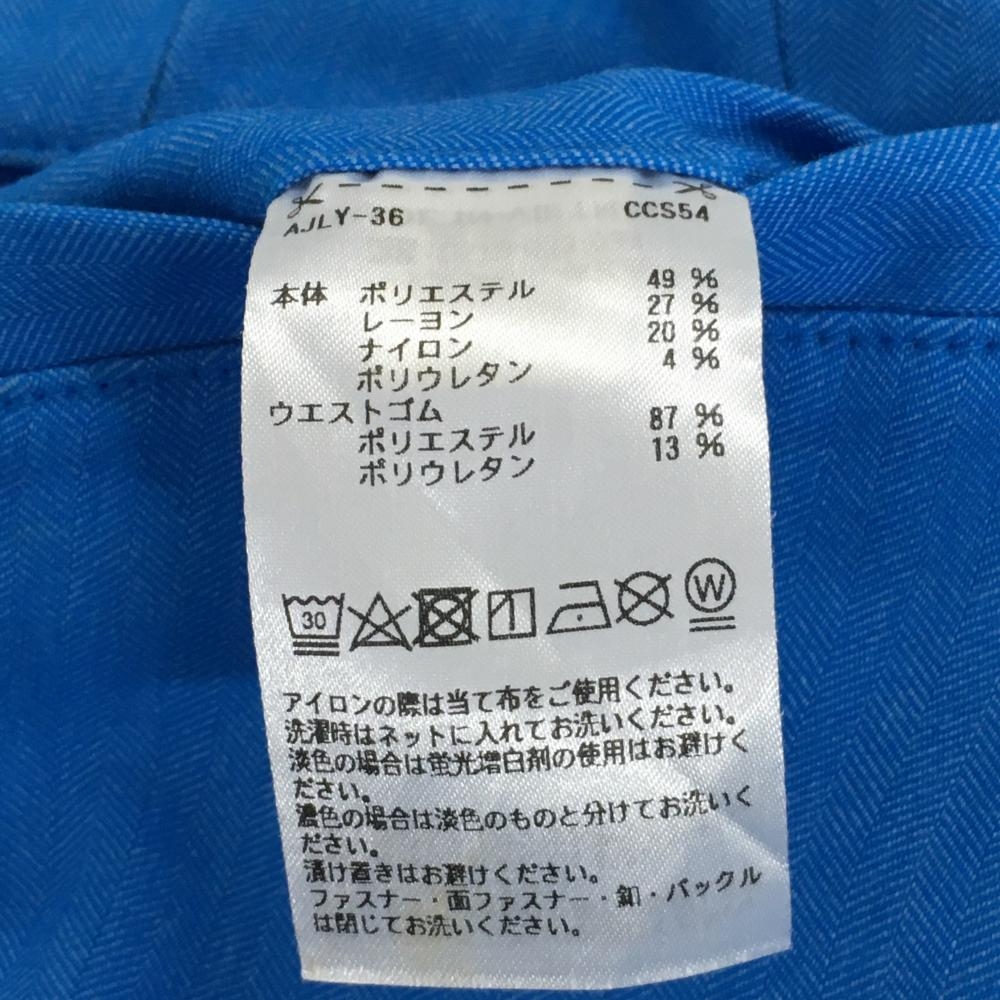 AJLY-36 CCS54
本体 ポリエステル 49 %
レーヨン 27 %
ナイロン 20 %
ポリウレタン 4 %
ウエストゴム
ポリエステル 87 %
ポリウレタン 13 %
30 W
アイロンの際は当て布をご使用ください。
洗濯時はネットに入れてお洗いください。
淡色の場合は蛍光増白剤の使用はお避けく
ださい。
濃色の場合は淡色のものと分けてお洗いく
ださい。
漬け置きはお避けください。
ファスナー・面ファスナー・釦・バックル
は閉じてお洗いください。